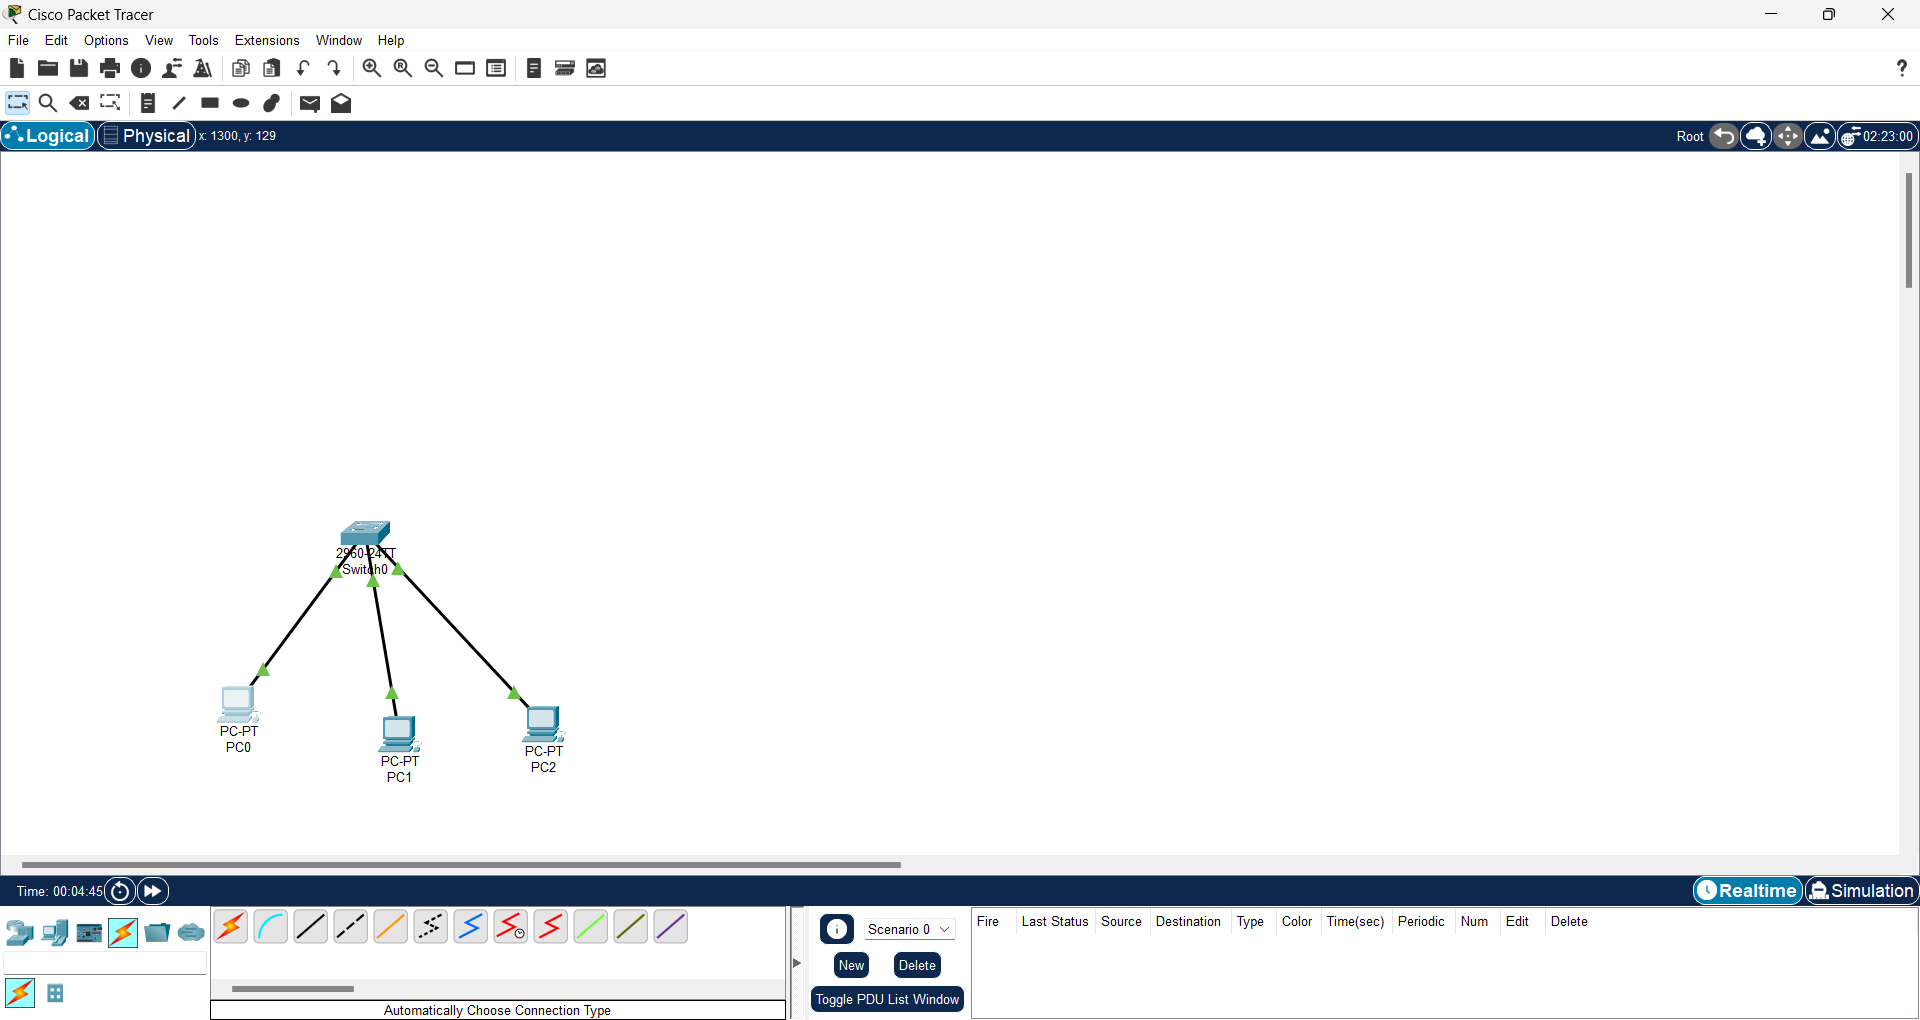 Cisco Packet Tracer
File Edit Options View Tools Extensions Window Help
Logical Physical x: 1300, y: 129 Root 02:23:00
2960-24TT
Switch0
PC-PT
PC0
PC-PT
PC1
PC-PT
PC2
Time: 00:04:45 Realtime Simulation
Scenario 0
New Delete
Toggle PDU List Window
Fire Last Status Source Destination Type Color Time(sec) Periodic Num Edit Delete
Automatically Choose Connection Type